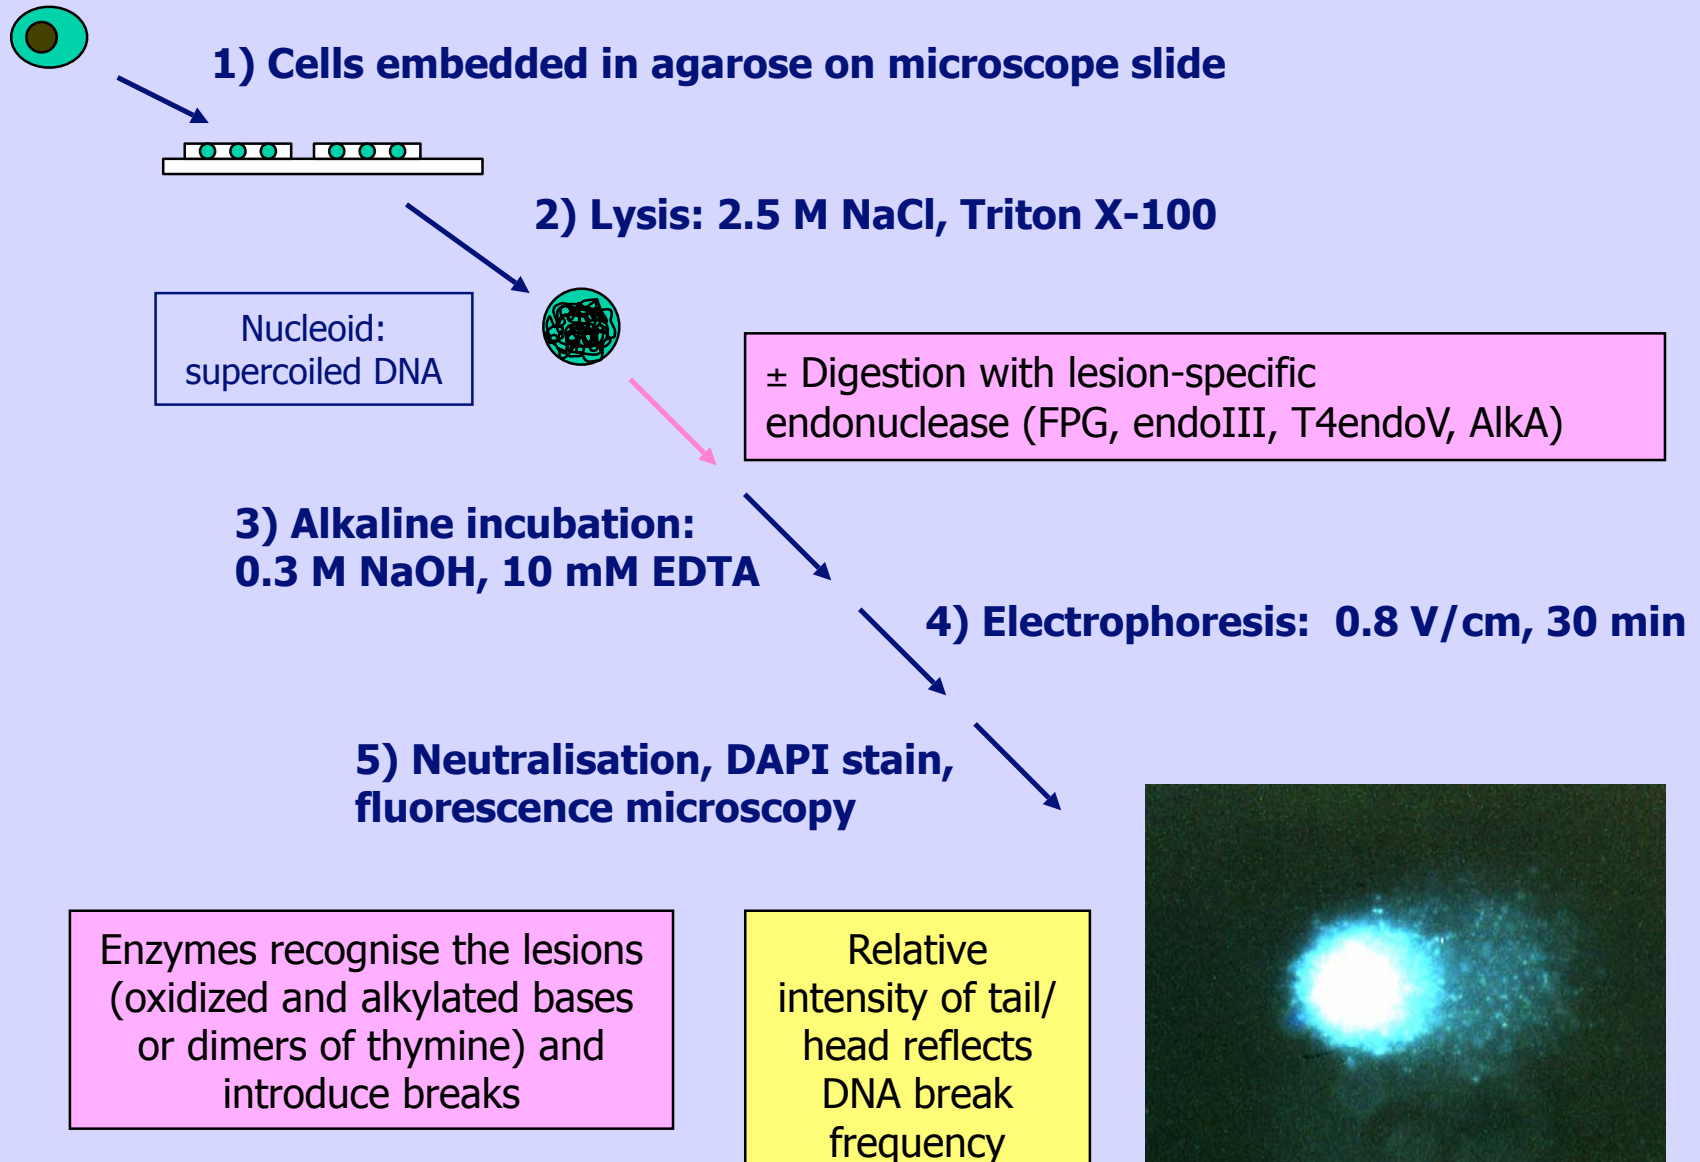 1) Cells embedded in agarose on microscope slide
2) Lysis: 2.5 M NaCl, Triton X-100
Nucleoid:
supercoiled DNA
± Digestion with lesion-specific
endonuclease (FPG, endoIII, T4endoV, AlkA)
3) Alkaline incubation:
0.3 M NaOH, 10 mM EDTA
4) Electrophoresis: 0.8 V/cm, 30 min
5) Neutralisation, DAPI stain,
fluorescence microscopy
Enzymes recognise the lesions
(oxidized and alkylated bases
or dimers of thymine) and
introduce breaks
Relative
intensity of tail/
head reflects
DNA break
frequency